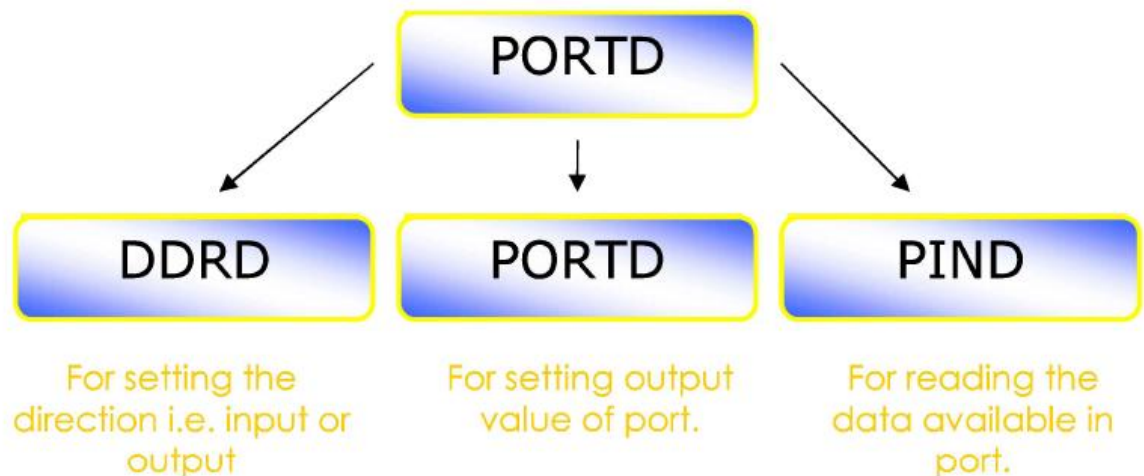 PORTD
DDRD
PORTD
PIND
For setting the
direction i.e. input or
output
For setting output
value of port.
For reading the
data available in
port.